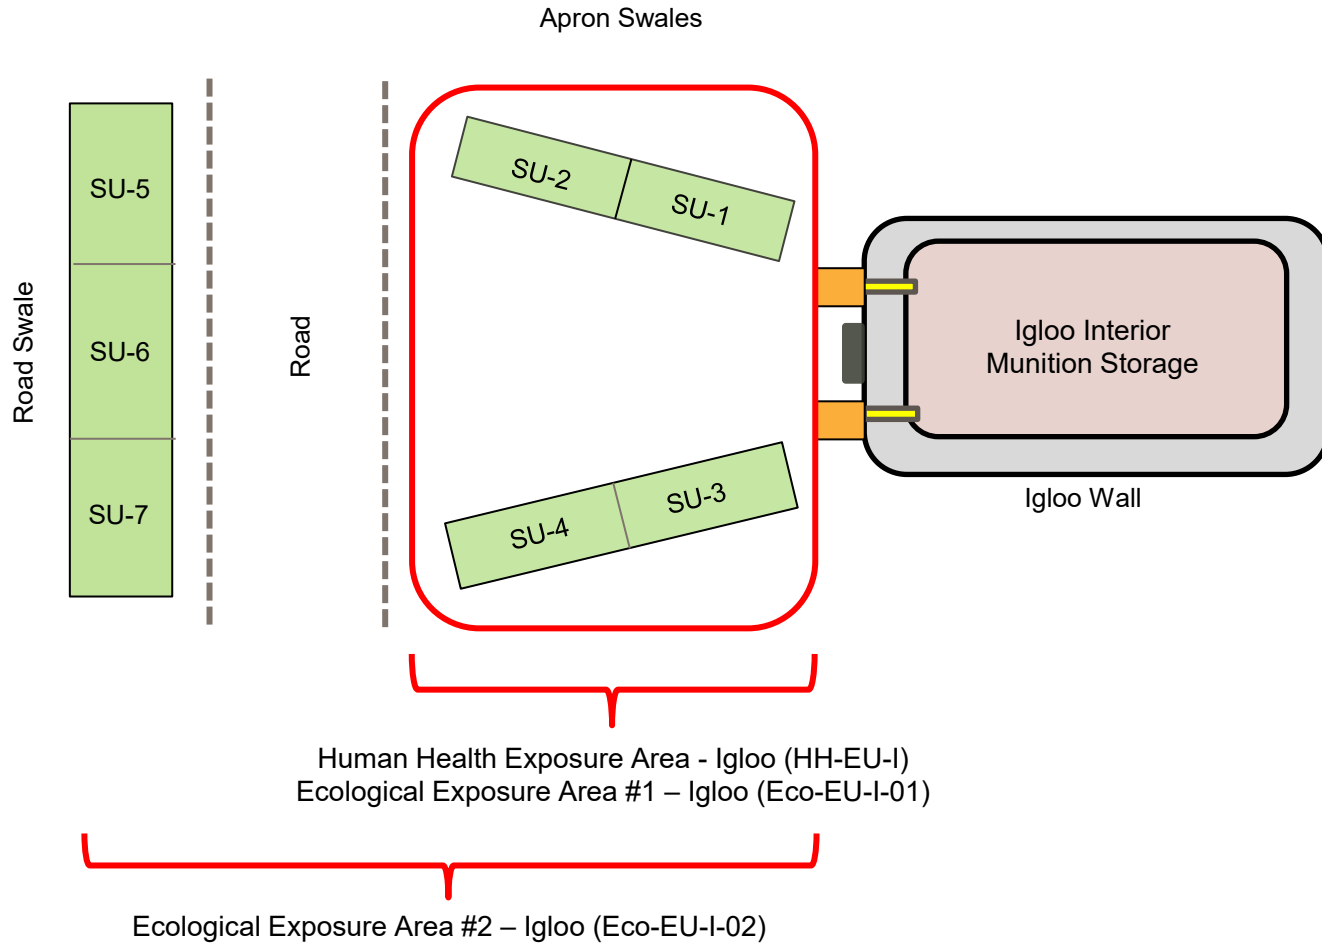 Apron Swales
SU-5
SU-6
SU-7
Road Swale
Road
SU-2
SU-1
SU-3
SU-4
Igloo Interior
Munition Storage
Igloo Wall
Human Health Exposure Area - Igloo (HH-EU-I)
Ecological Exposure Area #1 – Igloo (Eco-EU-I-01)
Ecological Exposure Area #2 – Igloo (Eco-EU-I-02)